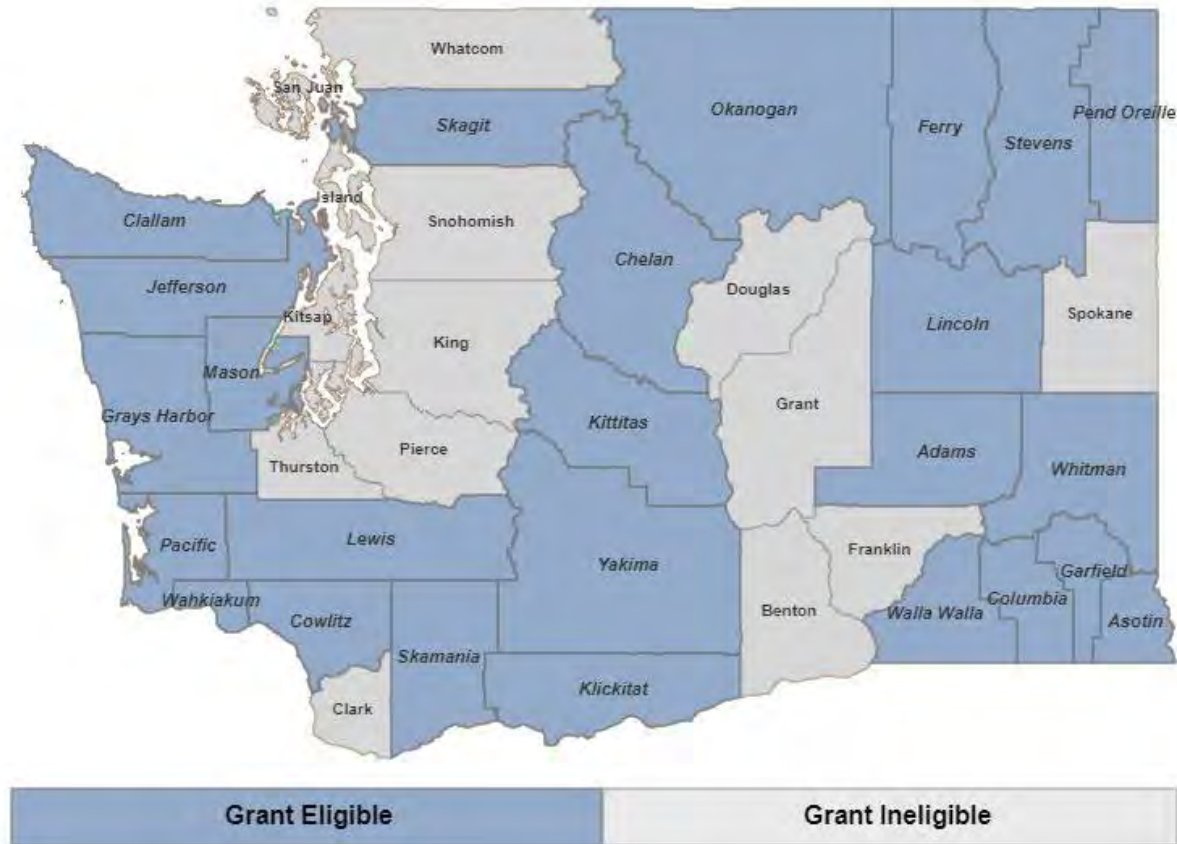 Whatcom
San Juan
Skagit
Okanogan
Ferry
Stevens
Pend Oreille
Island
Snohomish
Clallam
Chelan
Jefferson
Douglas
Kitsap
King
Lincoln
Spokane
Mason
Grays Harbor
Kittitas
Grant
Pierce
Thurston
Adams
Whitman
Pacific
Lewis
Yakima
Franklin
Garfield
Wahkiakum
Cowlitz
Skamania
Benton
Walla Walla
Columbia
Asotin
Klickitat
Clark
Grant Eligible
Grant Ineligible